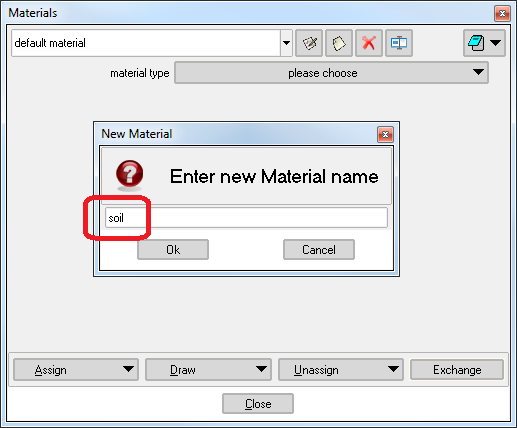 Materials
default material
material type please choose
New Material
Enter new Material name
soil
Ok Cancel
Assign Draw Unassign Exchange
Close